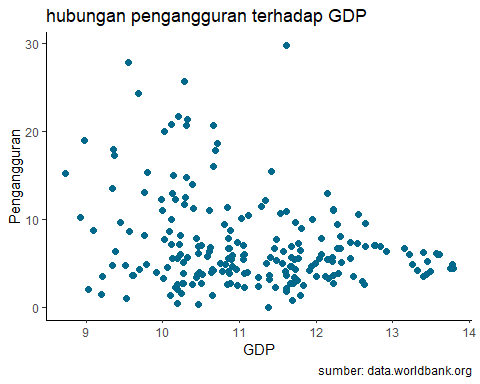 hubungan pengangguran terhadap GDP
Pengangguran
30
20
10
0
9 10 11 12 13 14
GDP
sumber: data.worldbank.org